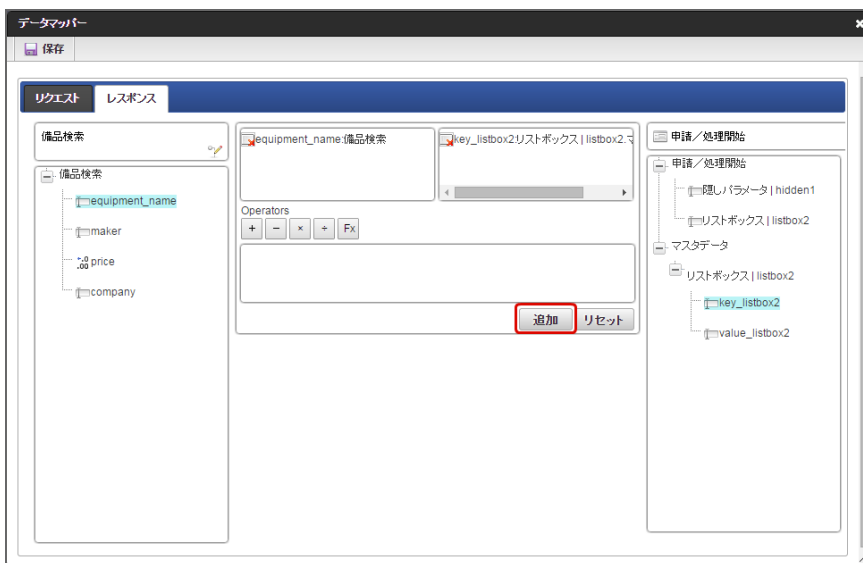 データマッパー
保存
リクエスト レスポンス
備品検索
備品検索
equipment_name
maker
price
company
equipment_name:備品検索
key_listbox2:リストボックス | listbox2.マ
Operators
+ − × ÷ Fx
追加 リセット
申請/処理開始
申請/処理開始
隠しパラメータ | hidden1
リストボックス | listbox2
マスタデータ
リストボックス | listbox2
key_listbox2
value_listbox2